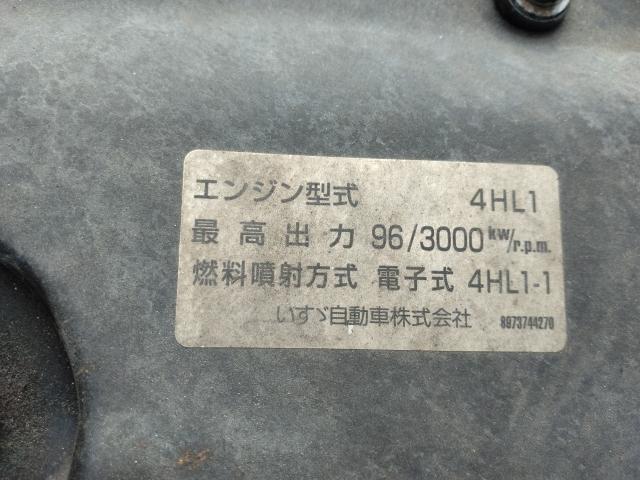 エンジン型式 4HL1
最高出力 96/3000 kW/r.p.m.
燃料噴射方式 電子式 4HL1-1
いすゞ自動車株式会社 8973744270